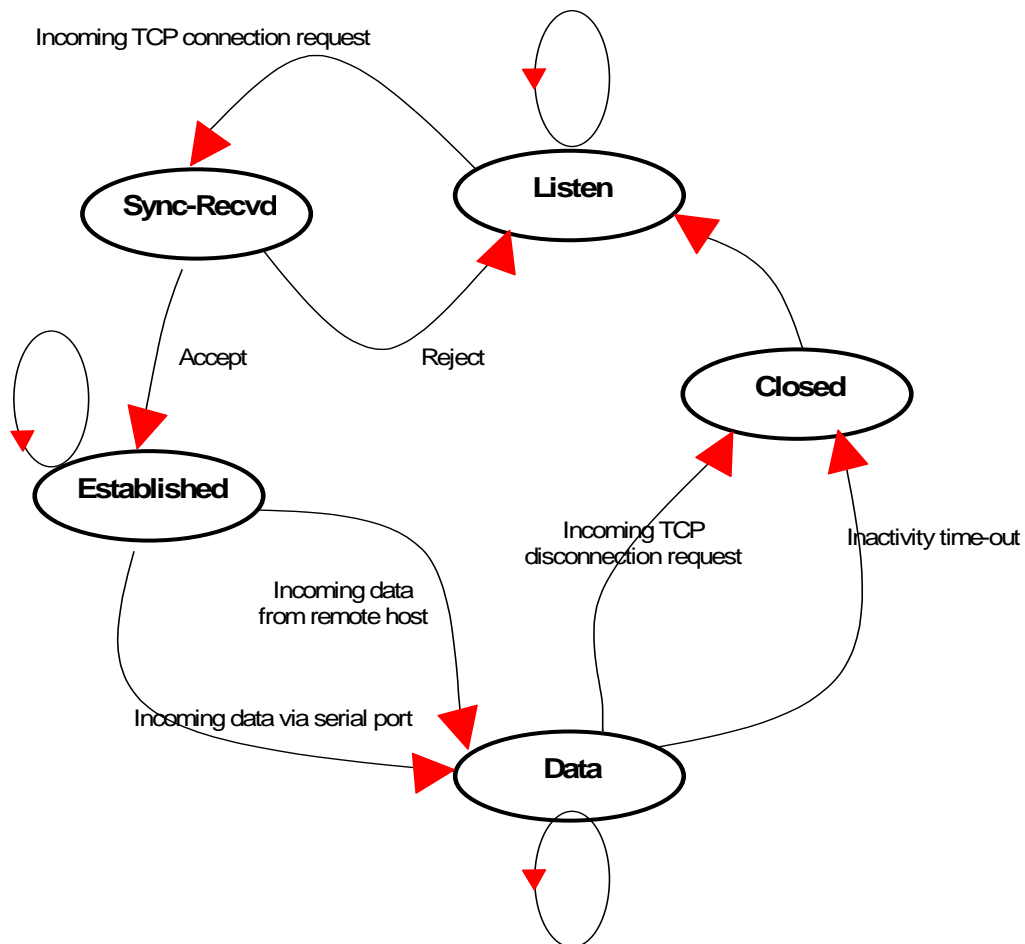 Incoming TCP connection request
Listen
Sync-Recvd
Accept
Reject
Closed
Established
Incoming TCP
disconnection request
Inactivity time-out
Incoming data
from remote host
Incoming data via serial port
Data